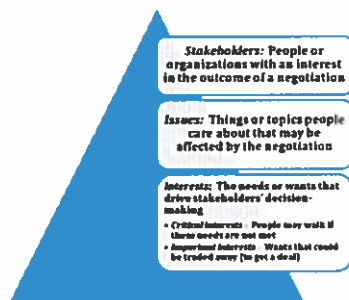 Stakeholders: People or
organizations with an interest
in the outcome of a negotiation
Issues: Things or topics people
care about that may be
affected by the negotiation
Interests: The needs or wants that
drive stakeholders' decision-
making
• Critical interests - People may walk if
these needs are not met
• Important interests - Wants that could
be traded away (to get a deal)